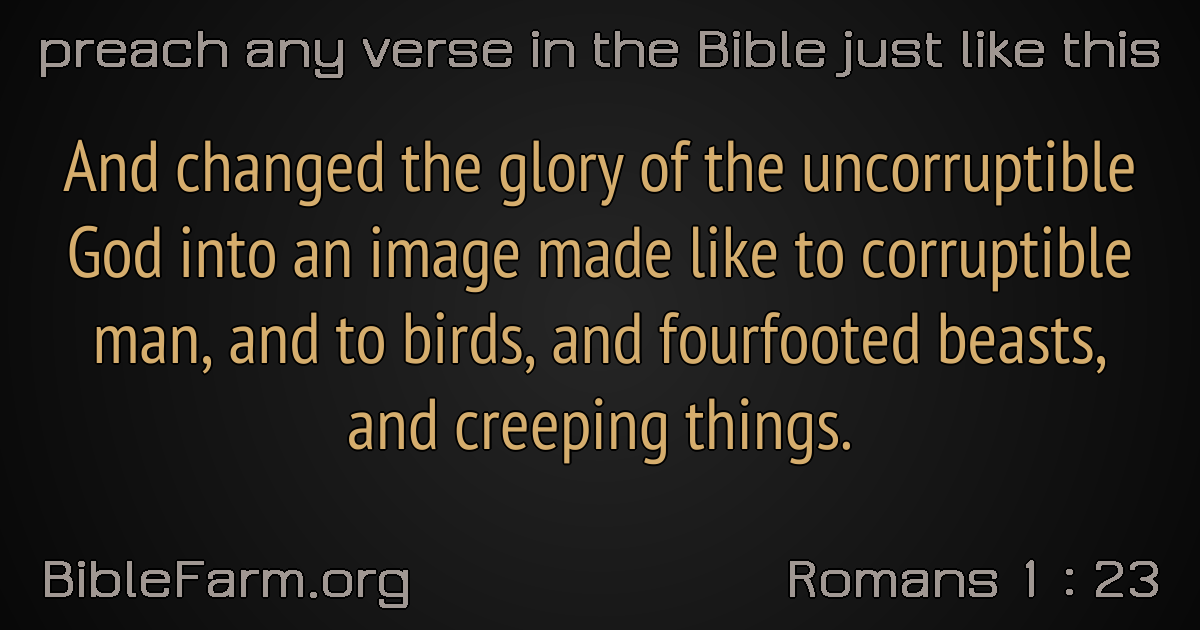 preach any verse in the Bible just like this
And changed the glory of the uncorruptible
God into an image made like to corruptible
man, and to birds, and fourfooted beasts,
and creeping things.
BibleFarm.org
Romans 1 : 23